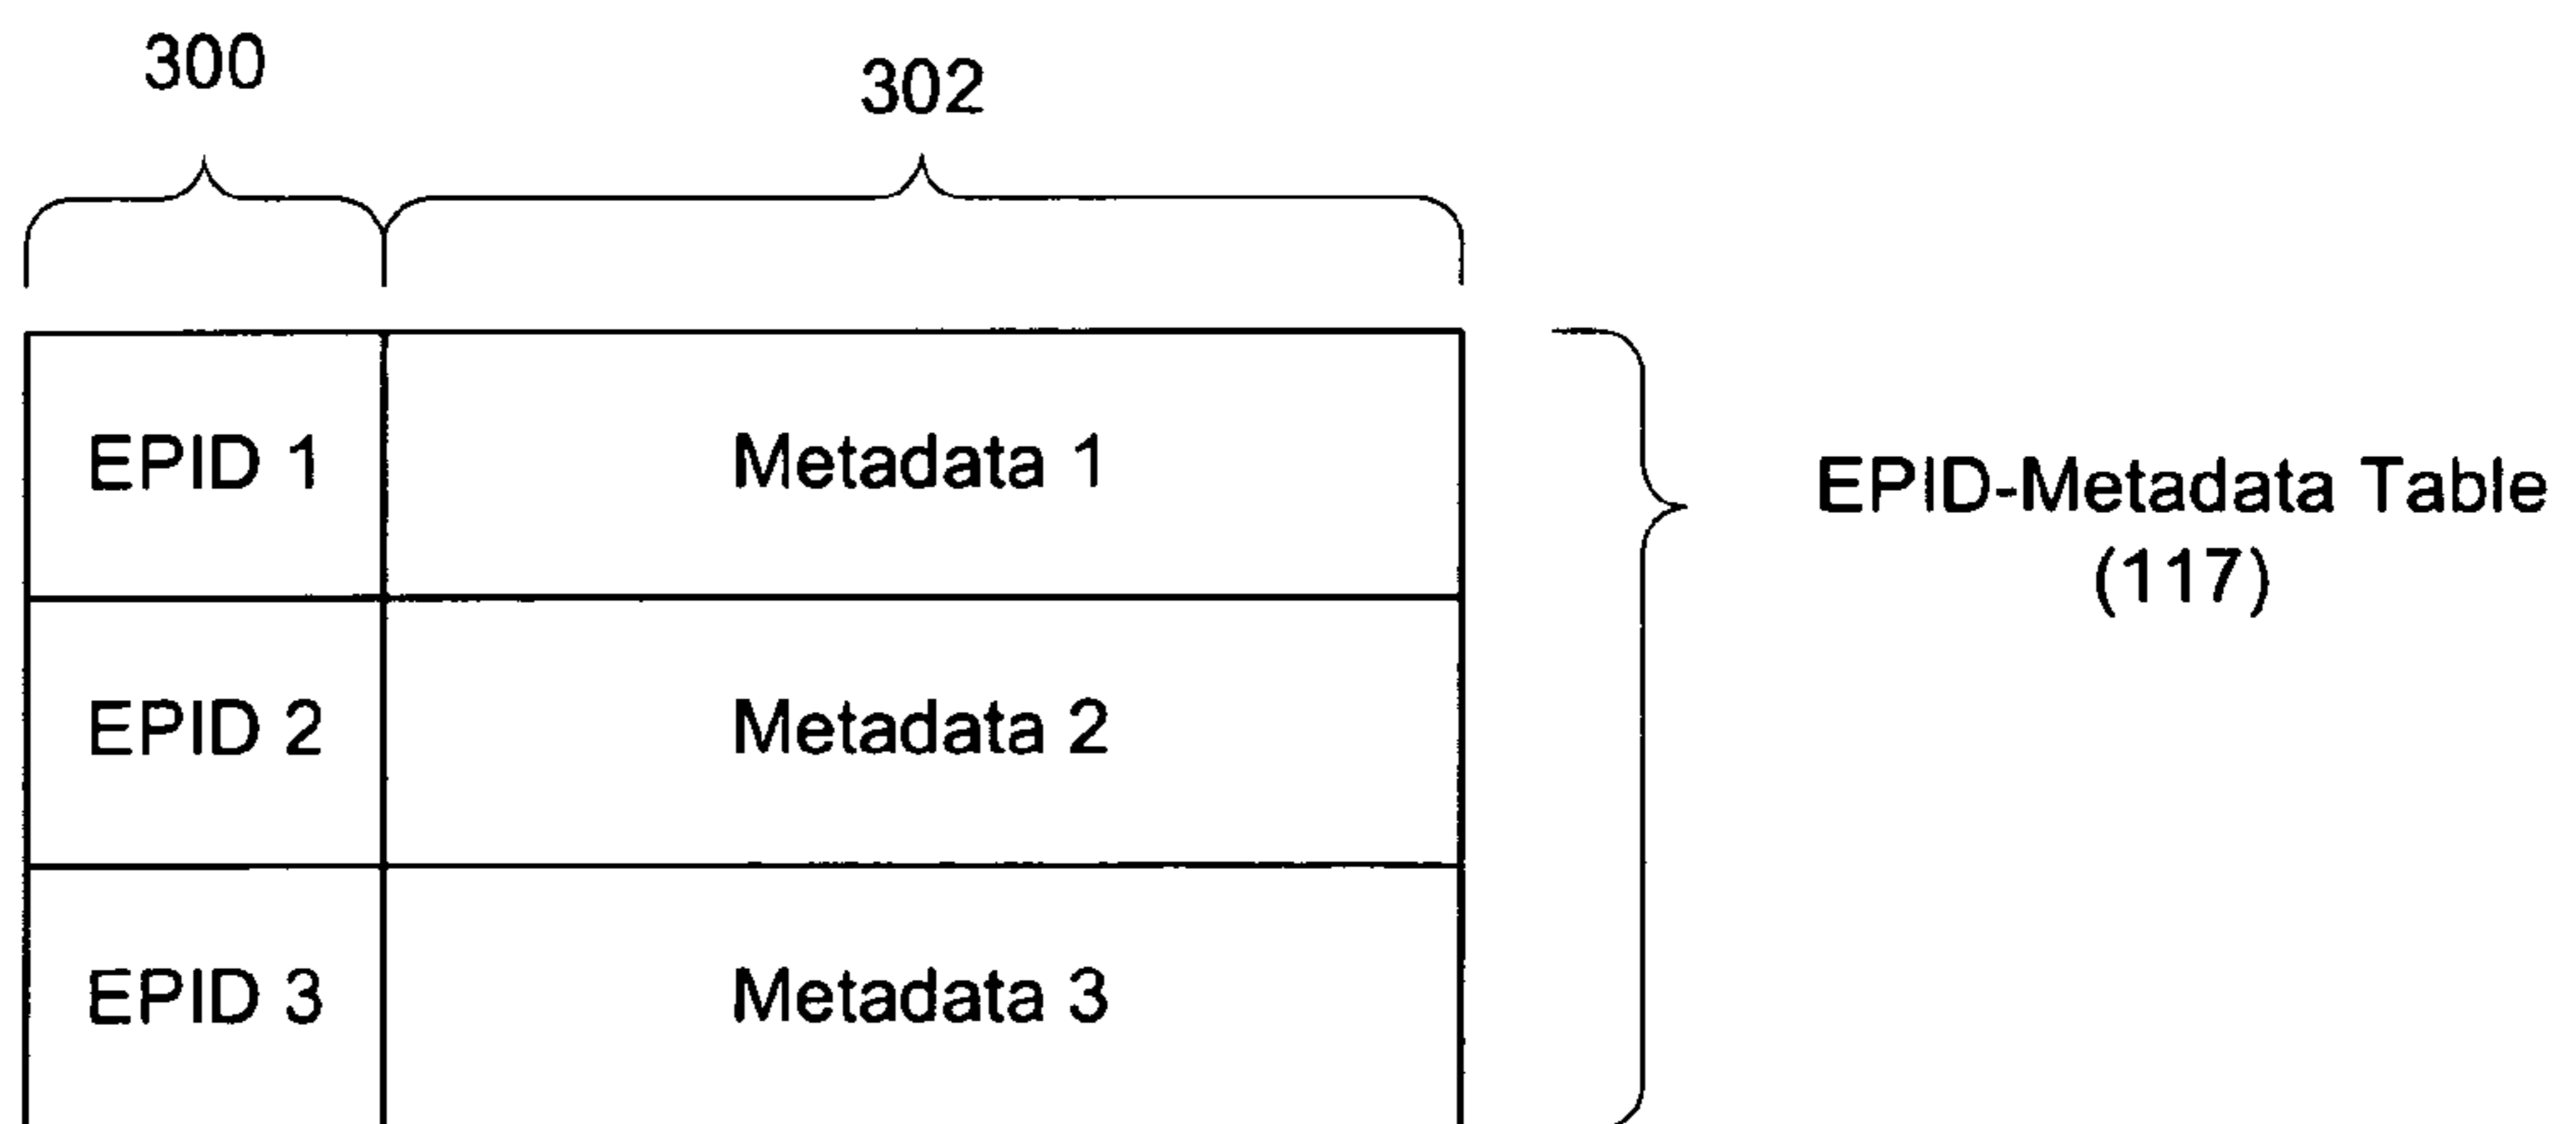 300
302
EPID 1
Metadata 1
EPID-Metadata Table
(117)
EPID 2
Metadata 2
EPID 3
Metadata 3